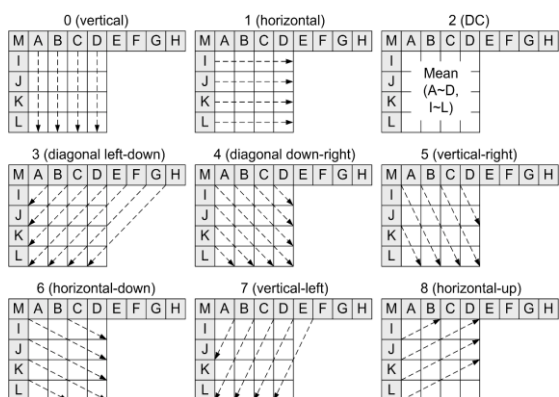 0 (vertical)
M A B C D E F G H
I
J
K
L
1 (horizontal)
M A B C D E F G H
I
J
K
L
2 (DC)
M A B C D E F G H
I
J
K
L
Mean
(A~D,
I~L)
3 (diagonal left-down)
M A B C D E F G H
I
J
K
L
4 (diagonal down-right)
M A B C D E F G H
I
J
K
L
5 (vertical-right)
M A B C D E F G H
I
J
K
L
6 (horizontal-down)
M A B C D E F G H
I
J
K
L
7 (vertical-left)
M A B C D E F G H
I
J
K
L
8 (horizontal-up)
M A B C D E F G H
I
J
K
L